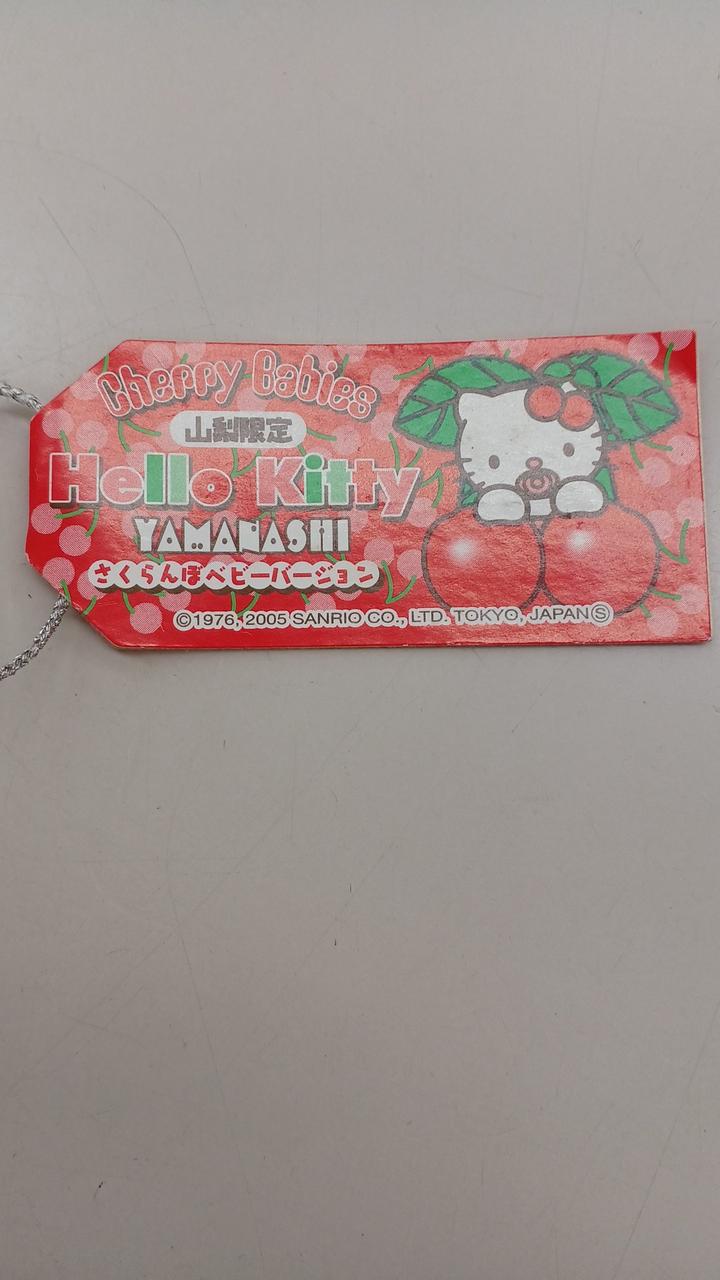 Cherry Babies
山梨限定
Hello Kitty
YAMANASHI
さくらんぼベビーバージョン
©1976, 2005 SANRIO CO., LTD. TOKYO, JAPAN Ⓢ